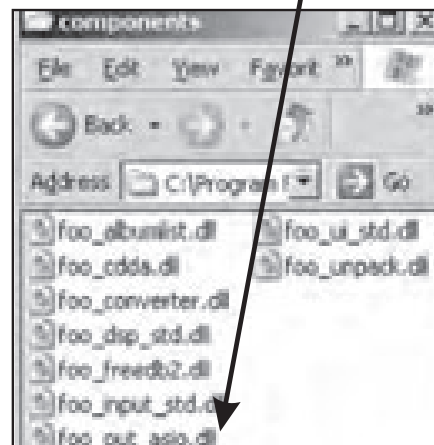 components
File Edit View Favorit »
Back
»
Address C:\Program F Go
foo_albumlist.dll
foo_cdda.dll
foo_converter.dll
foo_dsp_std.dll
foo_freedb2.dll
foo_input_std.dll
foo_out_asio.dll
foo_ui_std.dll
foo_unpack.dll